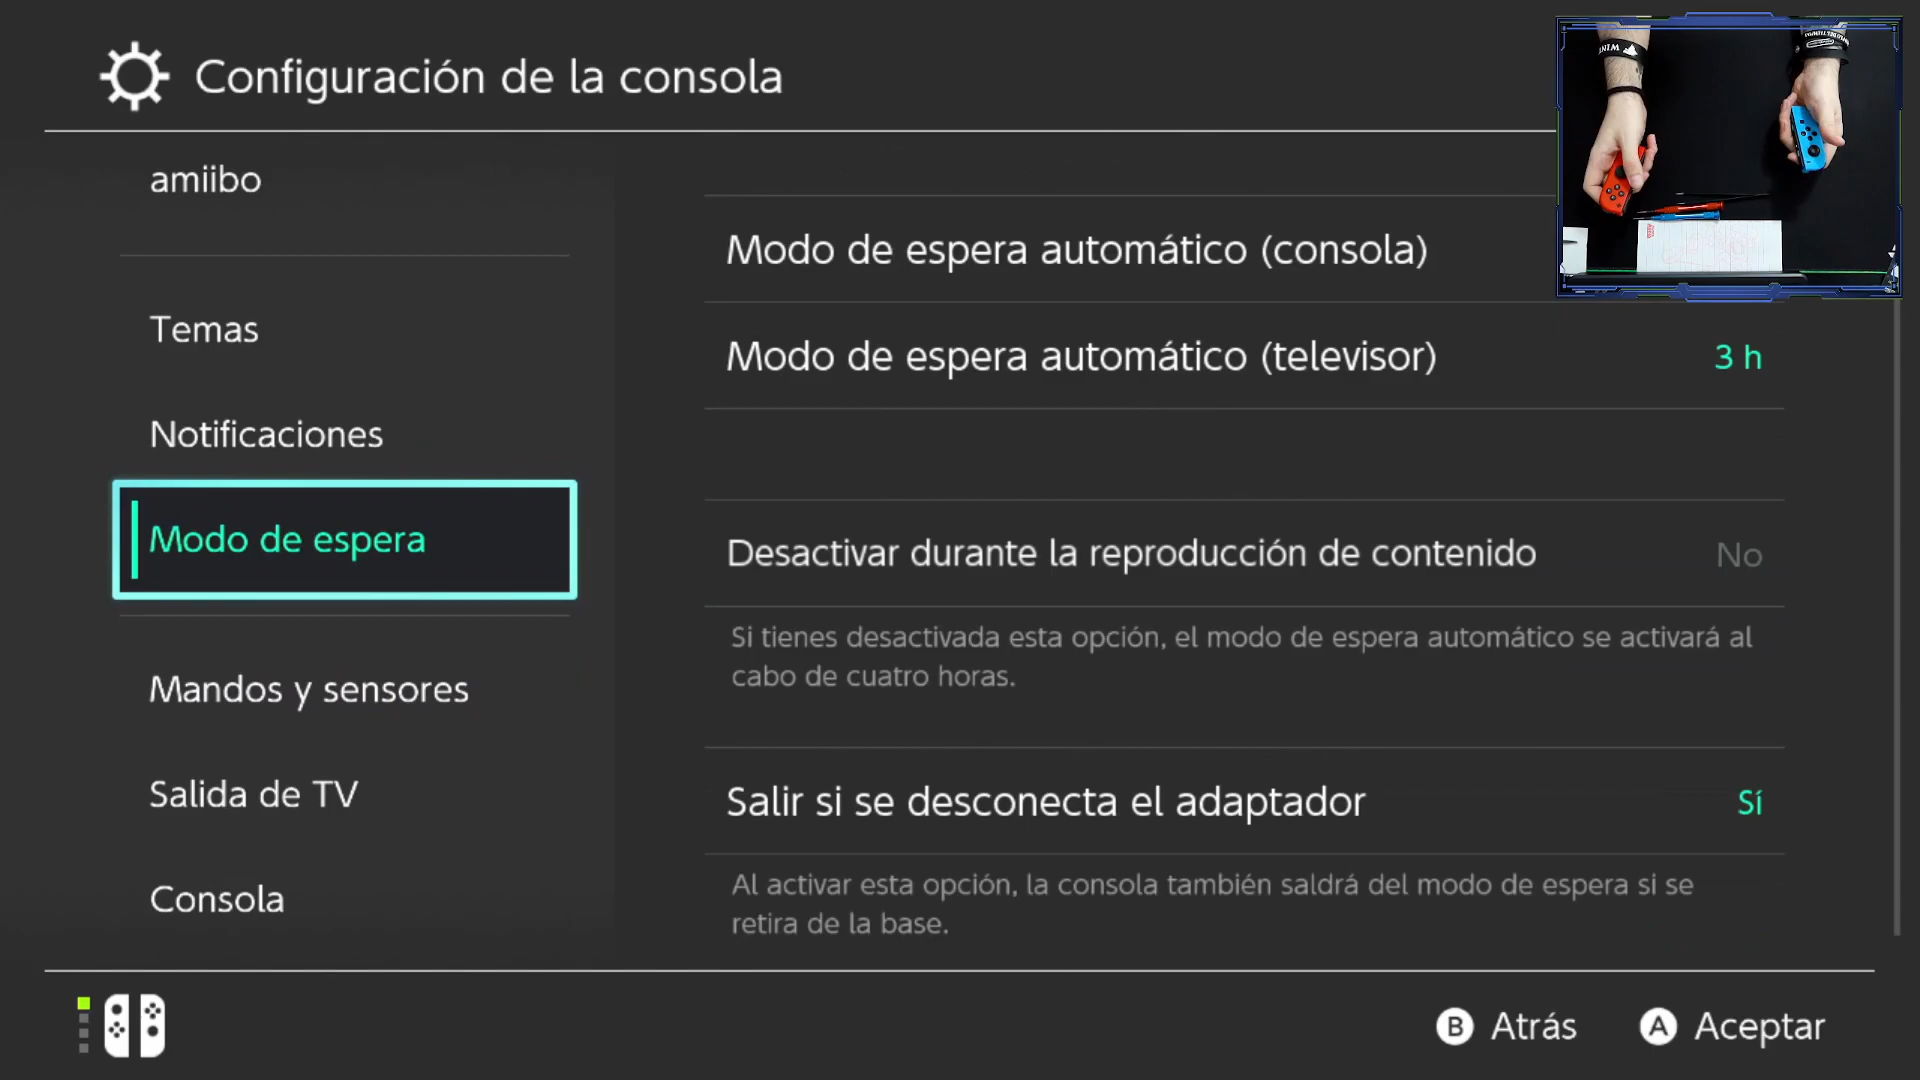 Configuración de la consola
amiibo
Temas
Notificaciones
Modo de espera
Mandos y sensores
Salida de TV
Consola
Modo de espera automático (consola)
Modo de espera automático (televisor) 3 h
Desactivar durante la reproducción de contenido No
Si tienes desactivada esta opción, el modo de espera automático se activará al
cabo de cuatro horas.
Salir si se desconecta el adaptador Sí
Al activar esta opción, la consola también saldrá del modo de espera si se
retira de la base.
B Atrás A Aceptar